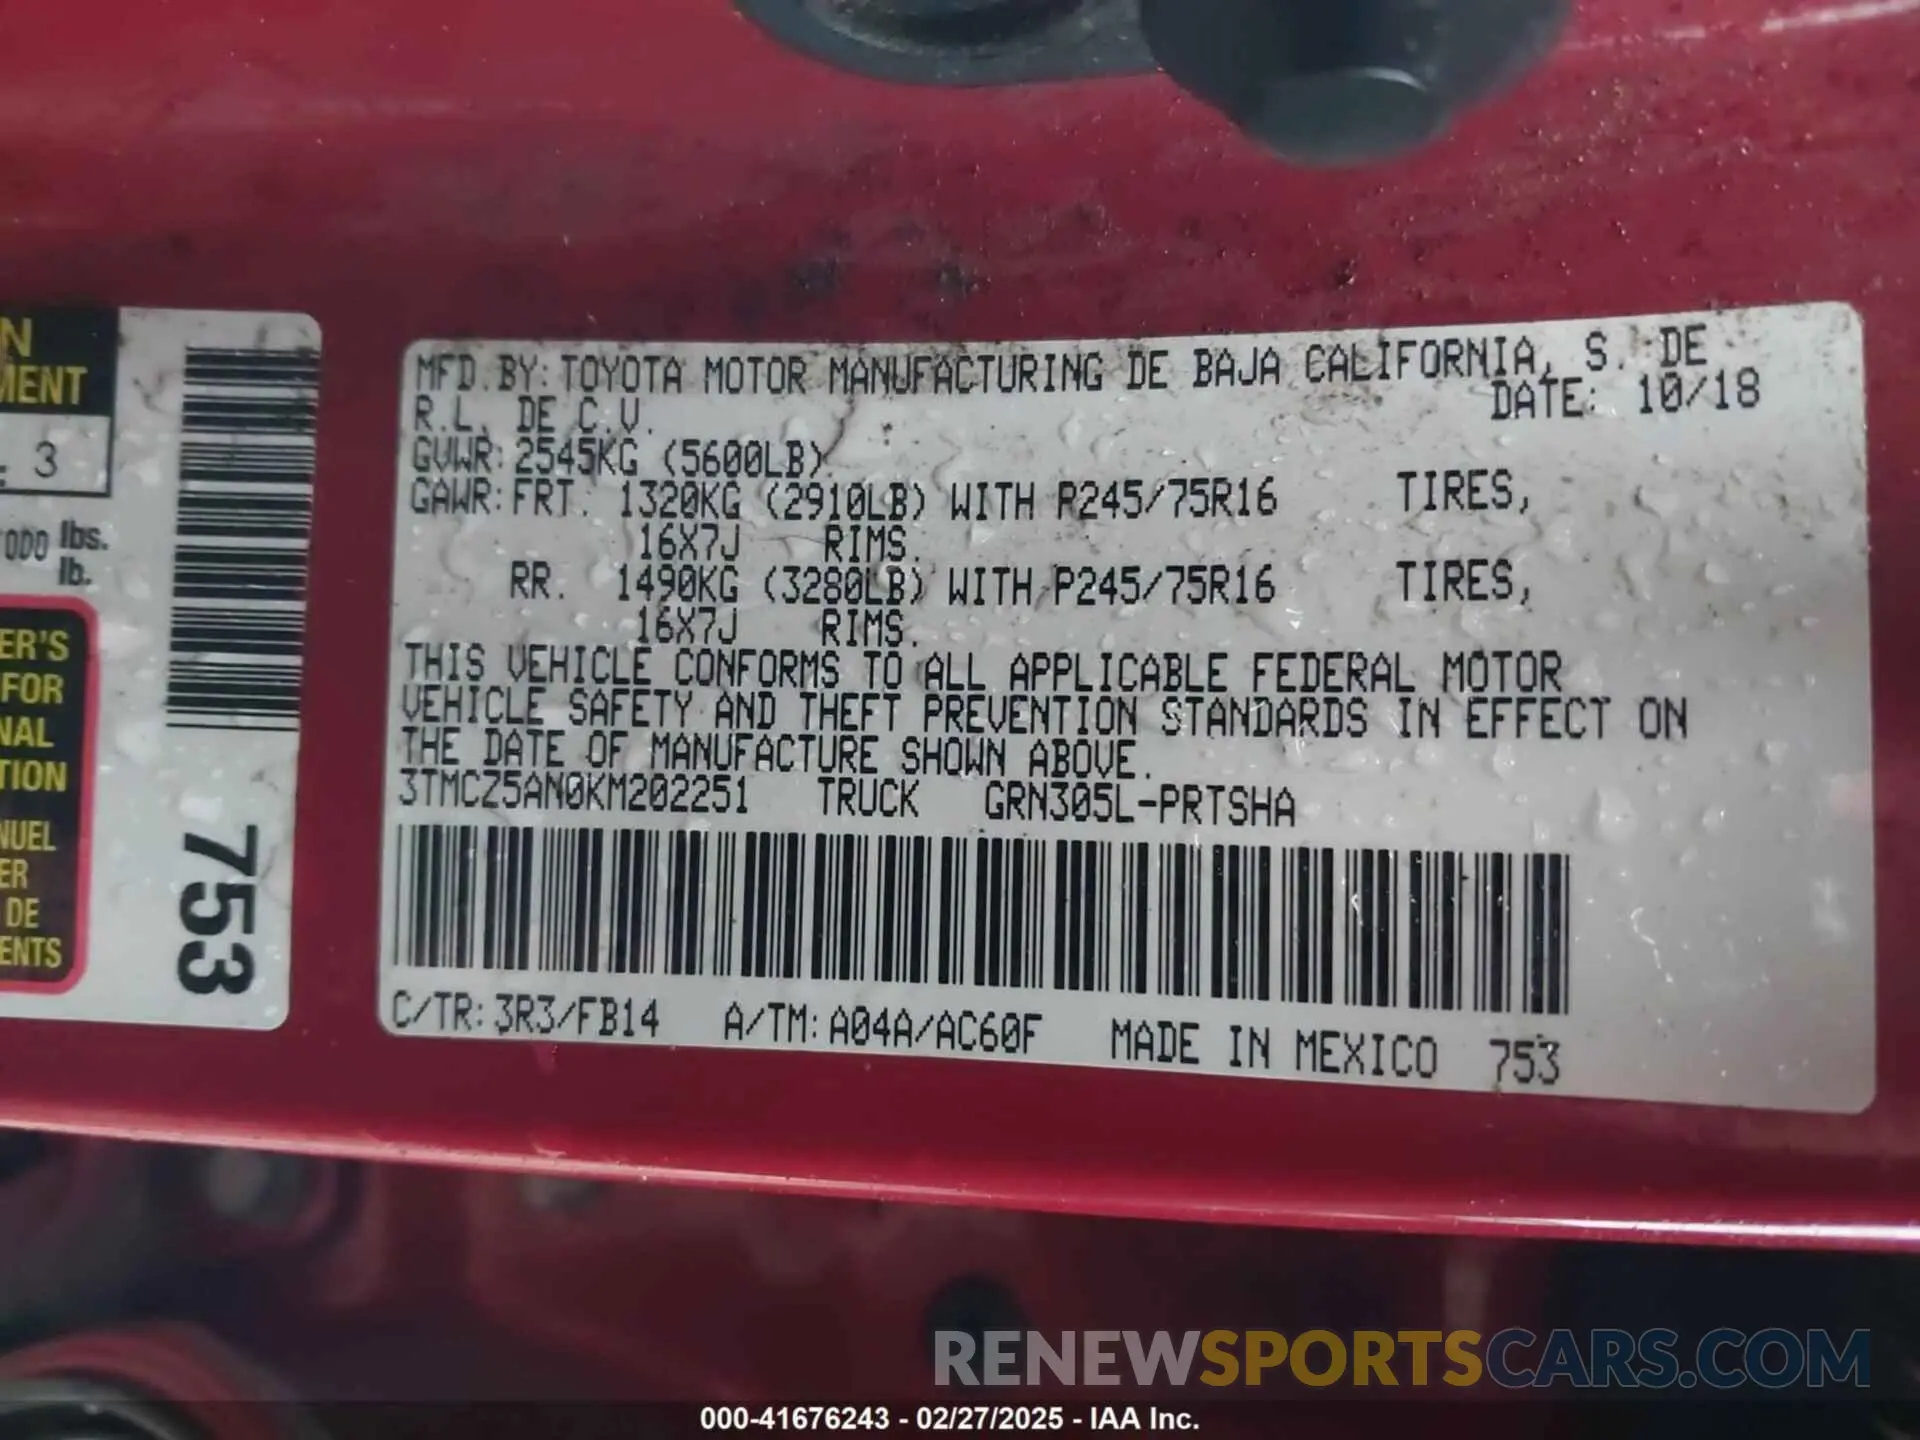 N
MENT
3
1000 lbs.
lb.
ER'S
FOR
NAL
TION
NUEL
ER
DE
ENTS
753
MFD. BY: TOYOTA MOTOR MANUFACTURING DE BAJA CALIFORNIA, S. DE
R.L. DE C.V. DATE: 10/18
GVWR: 2545KG (5600LB)
GAWR: FRT. 1320KG (2910LB) WITH P245/75R16 TIRES,
16X7J RIMS.
RR. 1490KG (3280LB) WITH P245/75R16 TIRES,
16X7J RIMS.
THIS VEHICLE CONFORMS TO ALL APPLICABLE FEDERAL MOTOR
VEHICLE SAFETY AND THEFT PREVENTION STANDARDS IN EFFECT ON
THE DATE OF MANUFACTURE SHOWN ABOVE.
3TMCZ5AN0KM202251 TRUCK GRN305L-PRTSHA
C/TR: 3R3/FB14 A/TM: A04A/AC60F MADE IN MEXICO 753
RENEWSPORTSCARS.COM
000-41676243 - 02/27/2025 - IAA Inc.